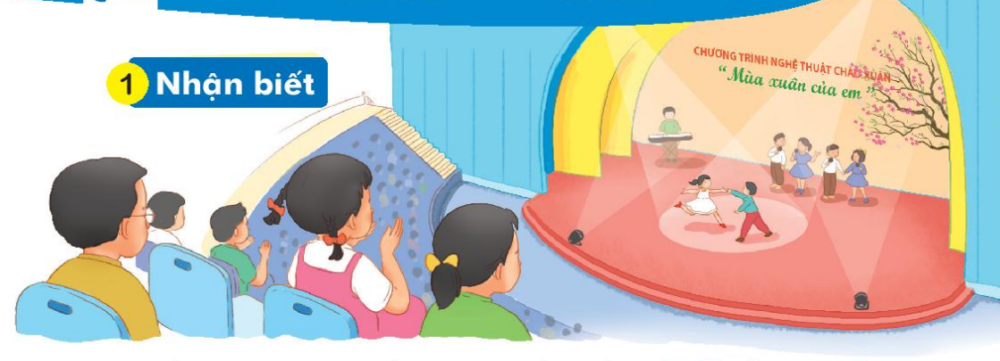 1 Nhận biết
CHƯƠNG TRÌNH NGHỆ THUẬT CHÀO XUÂN
“Mùa xuân của em”